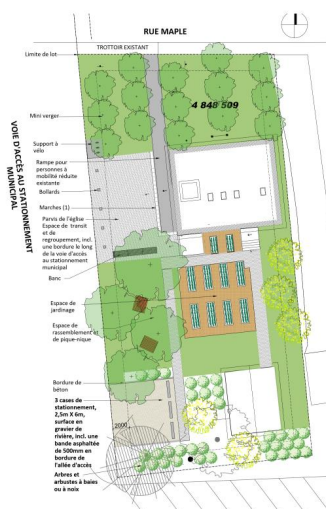 RUE MAPLE
TROTTOIR EXISTANT
Limite de lot
4 848 509
Mini verger
Support à
vélo
VOIE D'ACCÈS AU STATIONNEMENT
MUNICIPAL
Rampe pour
personnes à
mobilité réduite
existante
Bollards
Marches (1)
Parvis de l'église
Espace de transit
et de
regroupement, incl.
une bordure le long
de la voie d'accès
au stationnement
municipal
Banc
Espace de
jardinage
Espace de
rassemblement et
de pique-nique
Bordure de
béton
3 cases de
stationnement,
2,5m X 6m,
surface en
gravier de
rivière, incl. une
bande asphaltée
de 500mm en
bordure de
l'allée d'accès
2000
Arbres et
arbustes à baies
ou à noix